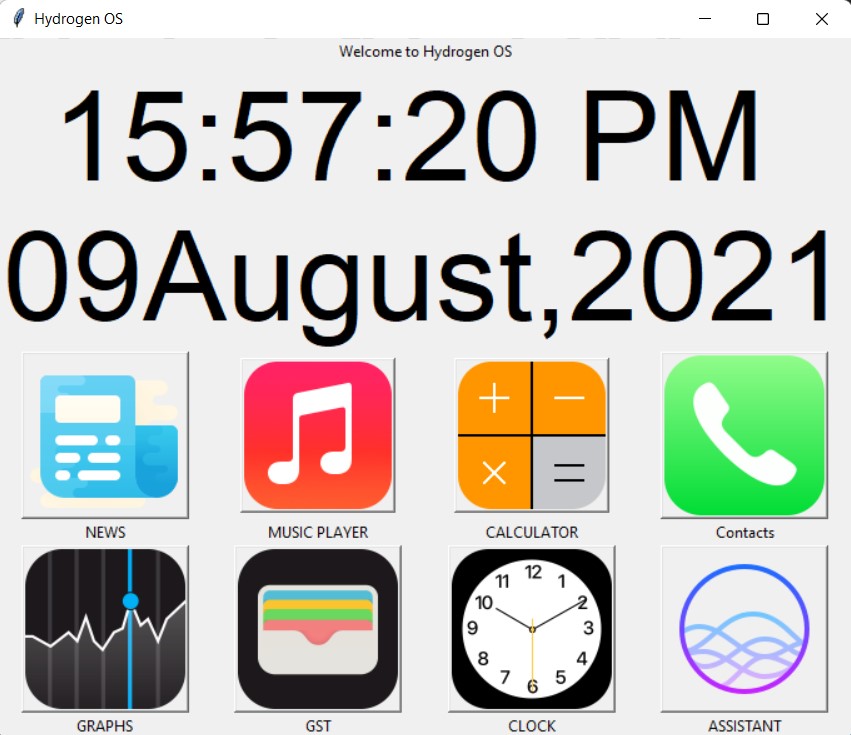 Hydrogen OS
Welcome to Hydrogen OS
15:57:20 PM
09August,2021
NEWS
MUSIC PLAYER
CALCULATOR
Contacts
12
11 1
10 2
9 3
8 4
7 5
6
GRAPHS
GST
CLOCK
ASSISTANT